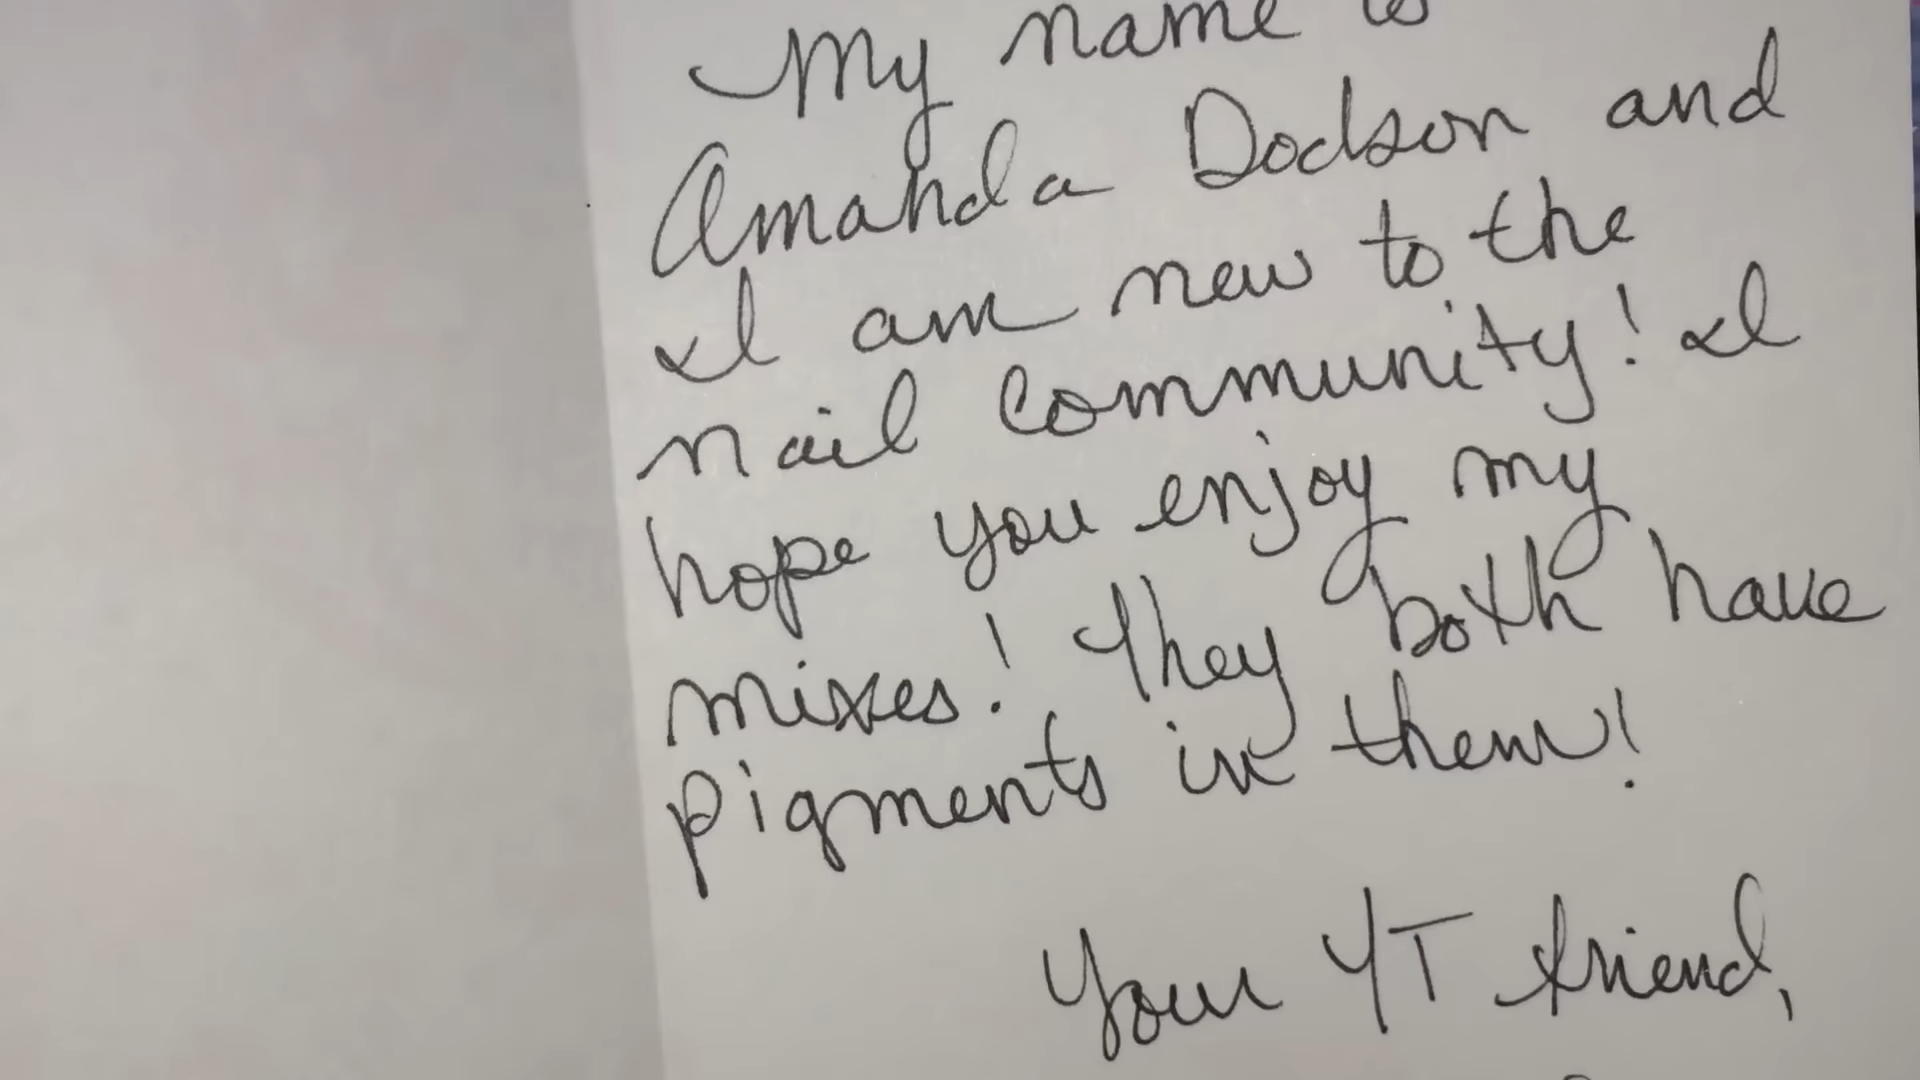 My name is
Amanda Dodson and
I am new to the
nail community! I
hope you enjoy my
mixes! They both have
pigments in them!
Your YT friend,